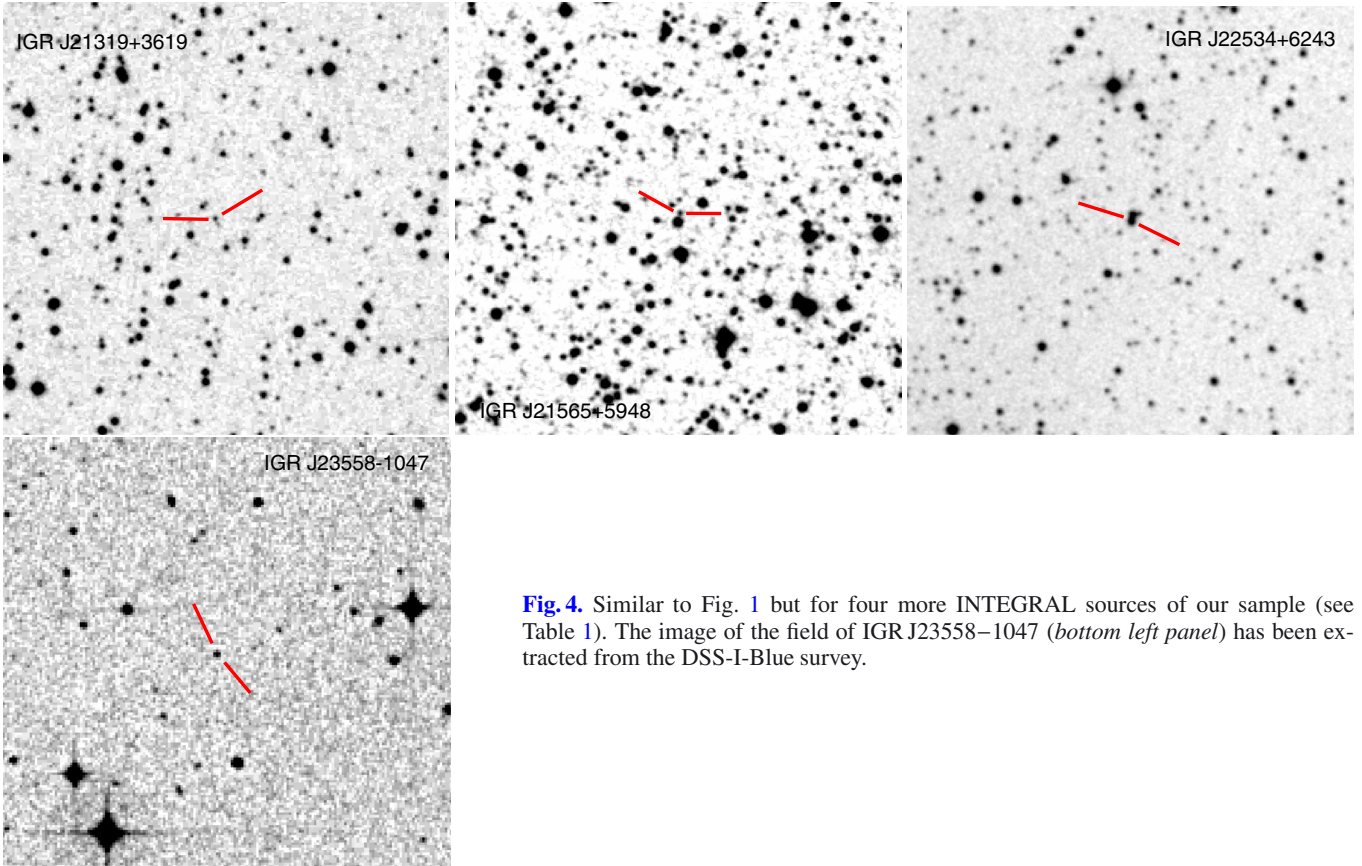 IGR J21319+3619
IGR J21565+5948
IGR J22534+6243
IGR J23558-1047
Fig. 4. Similar to Fig. 1 but for four more INTEGRAL sources of our sample (see
Table 1). The image of the field of IGR J23558−1047 (bottom left panel) has been ex-
tracted from the DSS-I-Blue survey.